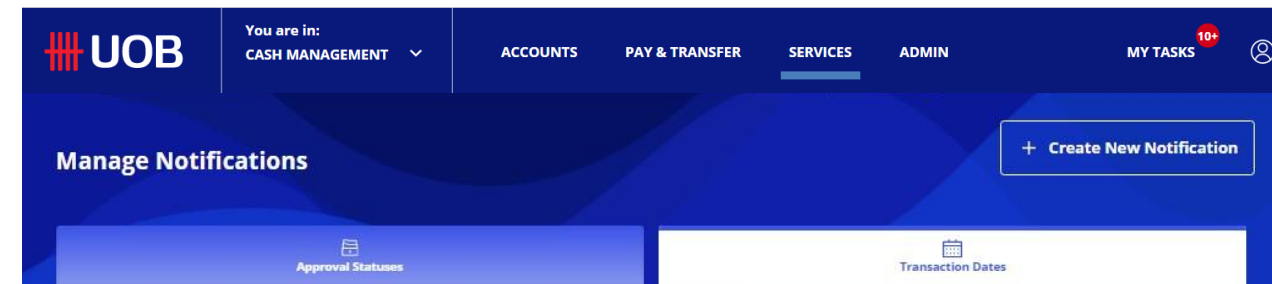 UOB
You are in:
CASH MANAGEMENT
ACCOUNTS
PAY & TRANSFER
SERVICES
ADMIN
MY TASKS
10+
Manage Notifications
+ Create New Notification
Approval Statuses
Transaction Dates